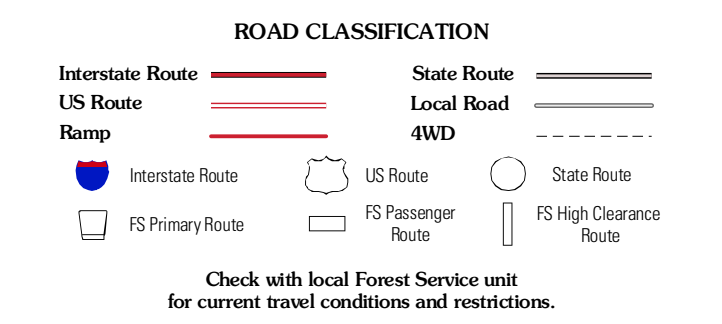 ROAD CLASSIFICATION
Interstate Route
State Route
US Route
Local Road
Ramp
4WD
Interstate Route
US Route
State Route
FS Primary Route
FS Passenger
Route
FS High Clearance
Route
Check with local Forest Service unit
for current travel conditions and restrictions.